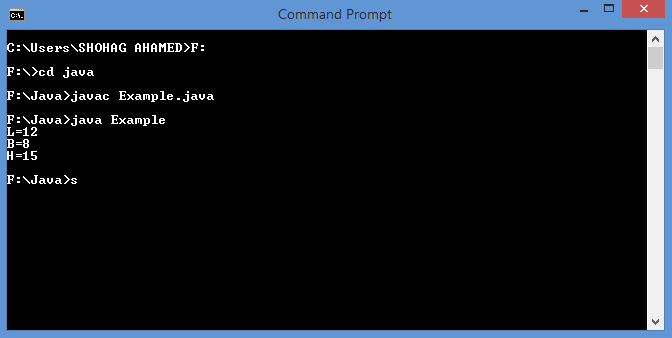 Command Prompt
C:\Users\SHOHAG AHAMED>F:
F:\>cd java
F:\Java>javac Example.java
F:\Java>java Example
L=12
B=8
H=15
F:\Java>s